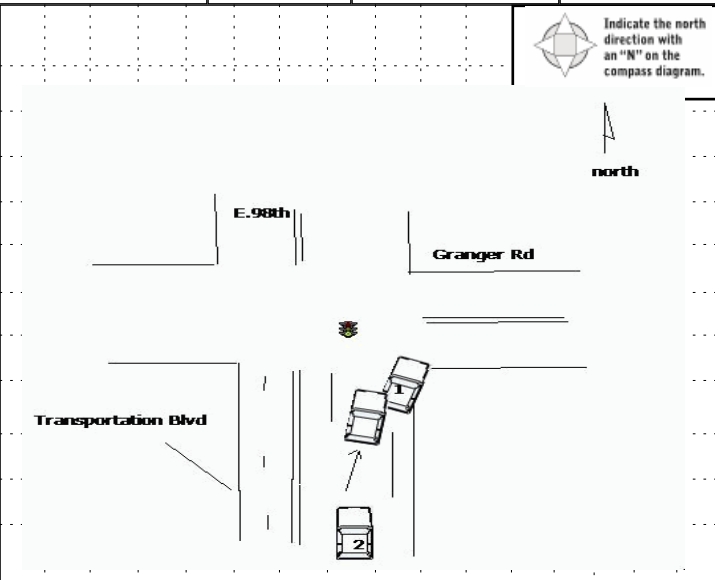 Indicate the north
direction with
an "N" on the
compass diagram.
north
E.98th
Granger Rd
1
Transportation Blvd
2